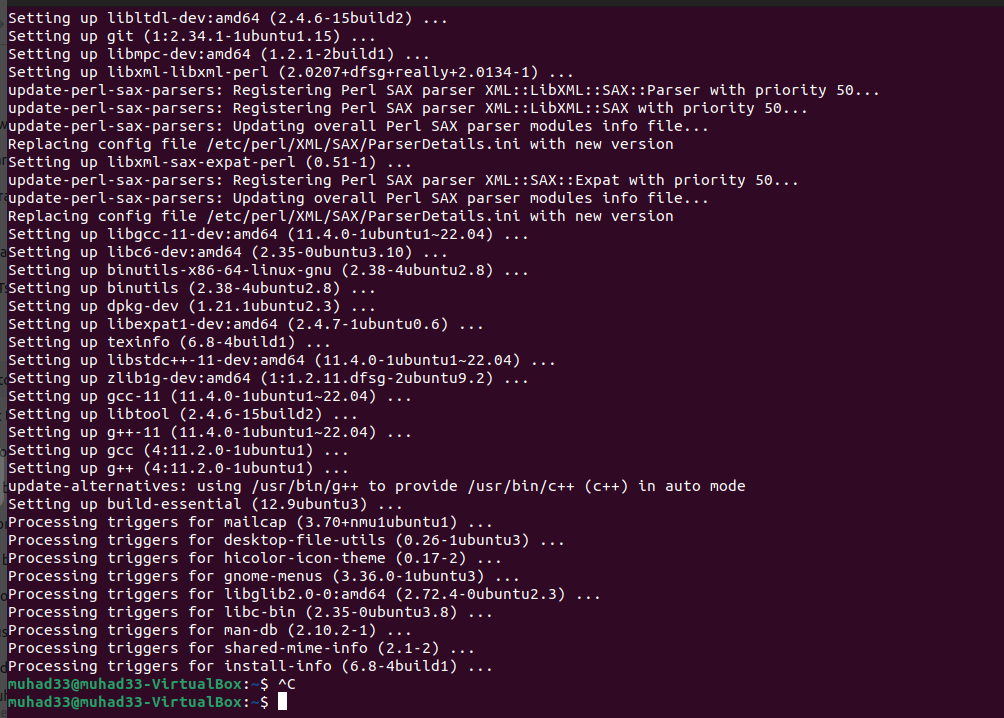 Setting up libltdl-dev:amd64 (2.4.6-15build2) ...
Setting up git (1:2.34.1-1ubuntu1.15) ...
Setting up libmpc-dev:amd64 (1.2.1-2build1) ...
Setting up libxml-libxml-perl (2.0207+dfsg+really+2.0134-1) ...
update-perl-sax-parsers: Registering Perl SAX parser XML::LibXML::SAX::Parser with priority 50...
update-perl-sax-parsers: Registering Perl SAX parser XML::LibXML::SAX with priority 50...
update-perl-sax-parsers: Updating overall Perl SAX parser modules info file...
Replacing config file /etc/perl/XML/SAX/ParserDetails.ini with new version
Setting up libxml-sax-expat-perl (0.51-1) ...
update-perl-sax-parsers: Registering Perl SAX parser XML::SAX::Expat with priority 50...
update-perl-sax-parsers: Updating overall Perl SAX parser modules info file...
Replacing config file /etc/perl/XML/SAX/ParserDetails.ini with new version
Setting up libgcc-11-dev:amd64 (11.4.0-1ubuntu1~22.04) ...
Setting up libc6-dev:amd64 (2.35-0ubuntu3.10) ...
Setting up binutils-x86-64-linux-gnu (2.38-4ubuntu2.8) ...
Setting up binutils (2.38-4ubuntu2.8) ...
Setting up dpkg-dev (1.21.1ubuntu2.3) ...
Setting up libexpat1-dev:amd64 (2.4.7-1ubuntu0.6) ...
Setting up texinfo (6.8-4build1) ...
Setting up libstdc++-11-dev:amd64 (11.4.0-1ubuntu1~22.04) ...
Setting up zlib1g-dev:amd64 (1:1.2.11.dfsg-2ubuntu9.2) ...
Setting up gcc-11 (11.4.0-1ubuntu1~22.04) ...
Setting up libtool (2.4.6-15build2) ...
Setting up g++-11 (11.4.0-1ubuntu1~22.04) ...
Setting up gcc (4:11.2.0-1ubuntu1) ...
Setting up g++ (4:11.2.0-1ubuntu1) ...
update-alternatives: using /usr/bin/g++ to provide /usr/bin/c++ (c++) in auto mode
Setting up build-essential (12.9ubuntu3) ...
Processing triggers for mailcap (3.70+nmu1ubuntu1) ...
Processing triggers for desktop-file-utils (0.26-1ubuntu3) ...
Processing triggers for hicolor-icon-theme (0.17-2) ...
Processing triggers for gnome-menus (3.36.0-1ubuntu3) ...
Processing triggers for libglib2.0-0:amd64 (2.72.4-0ubuntu2.3) ...
Processing triggers for libc-bin (2.35-0ubuntu3.8) ...
Processing triggers for man-db (2.10.2-1) ...
Processing triggers for shared-mime-info (2.1-2) ...
Processing triggers for install-info (6.8-4build1) ...
muhad33@muhad33-VirtualBox:~$ ^C
muhad33@muhad33-VirtualBox:~$